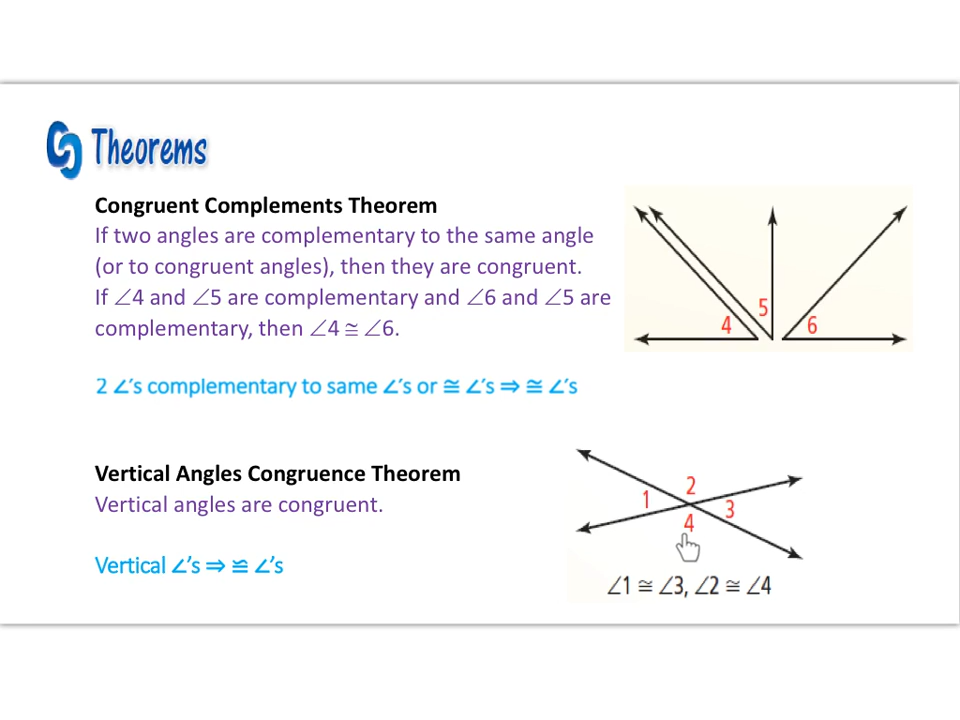 Theorems
Congruent Complements Theorem
If two angles are complementary to the same angle
(or to congruent angles), then they are congruent.
If ∠4 and ∠5 are complementary and ∠6 and ∠5 are
complementary, then ∠4 ≅ ∠6.
4 5 6
2 ∠'s complementary to same ∠'s or ≅ ∠'s ⇒ ≅ ∠'s
Vertical Angles Congruence Theorem
Vertical angles are congruent.
Vertical ∠'s ⇒ ≌ ∠'s
2
1 3
4
∠1 ≅ ∠3, ∠2 ≅ ∠4